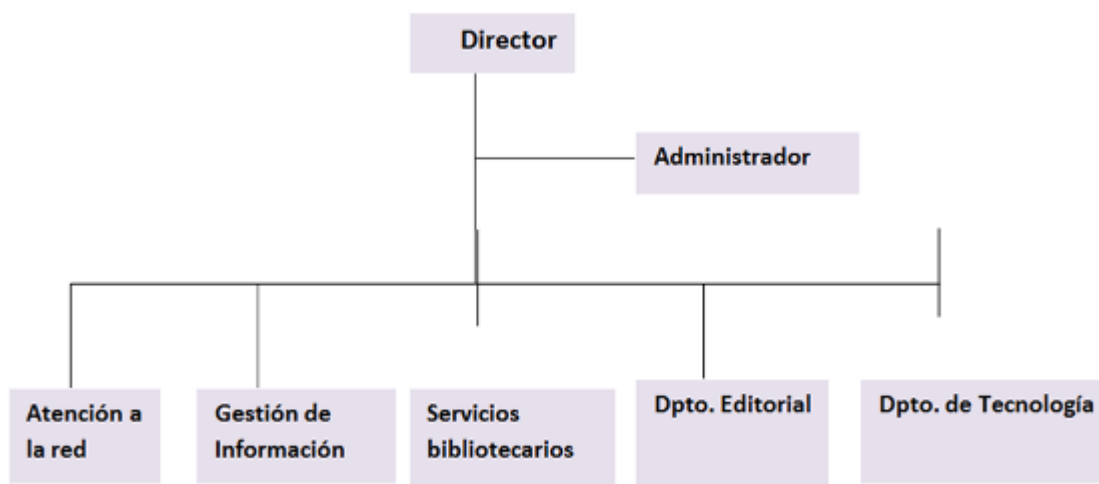 Director
Administrador
Atención a
la red
Gestión de
Información
Servicios
bibliotecarios
Dpto. Editorial
Dpto. de Tecnología